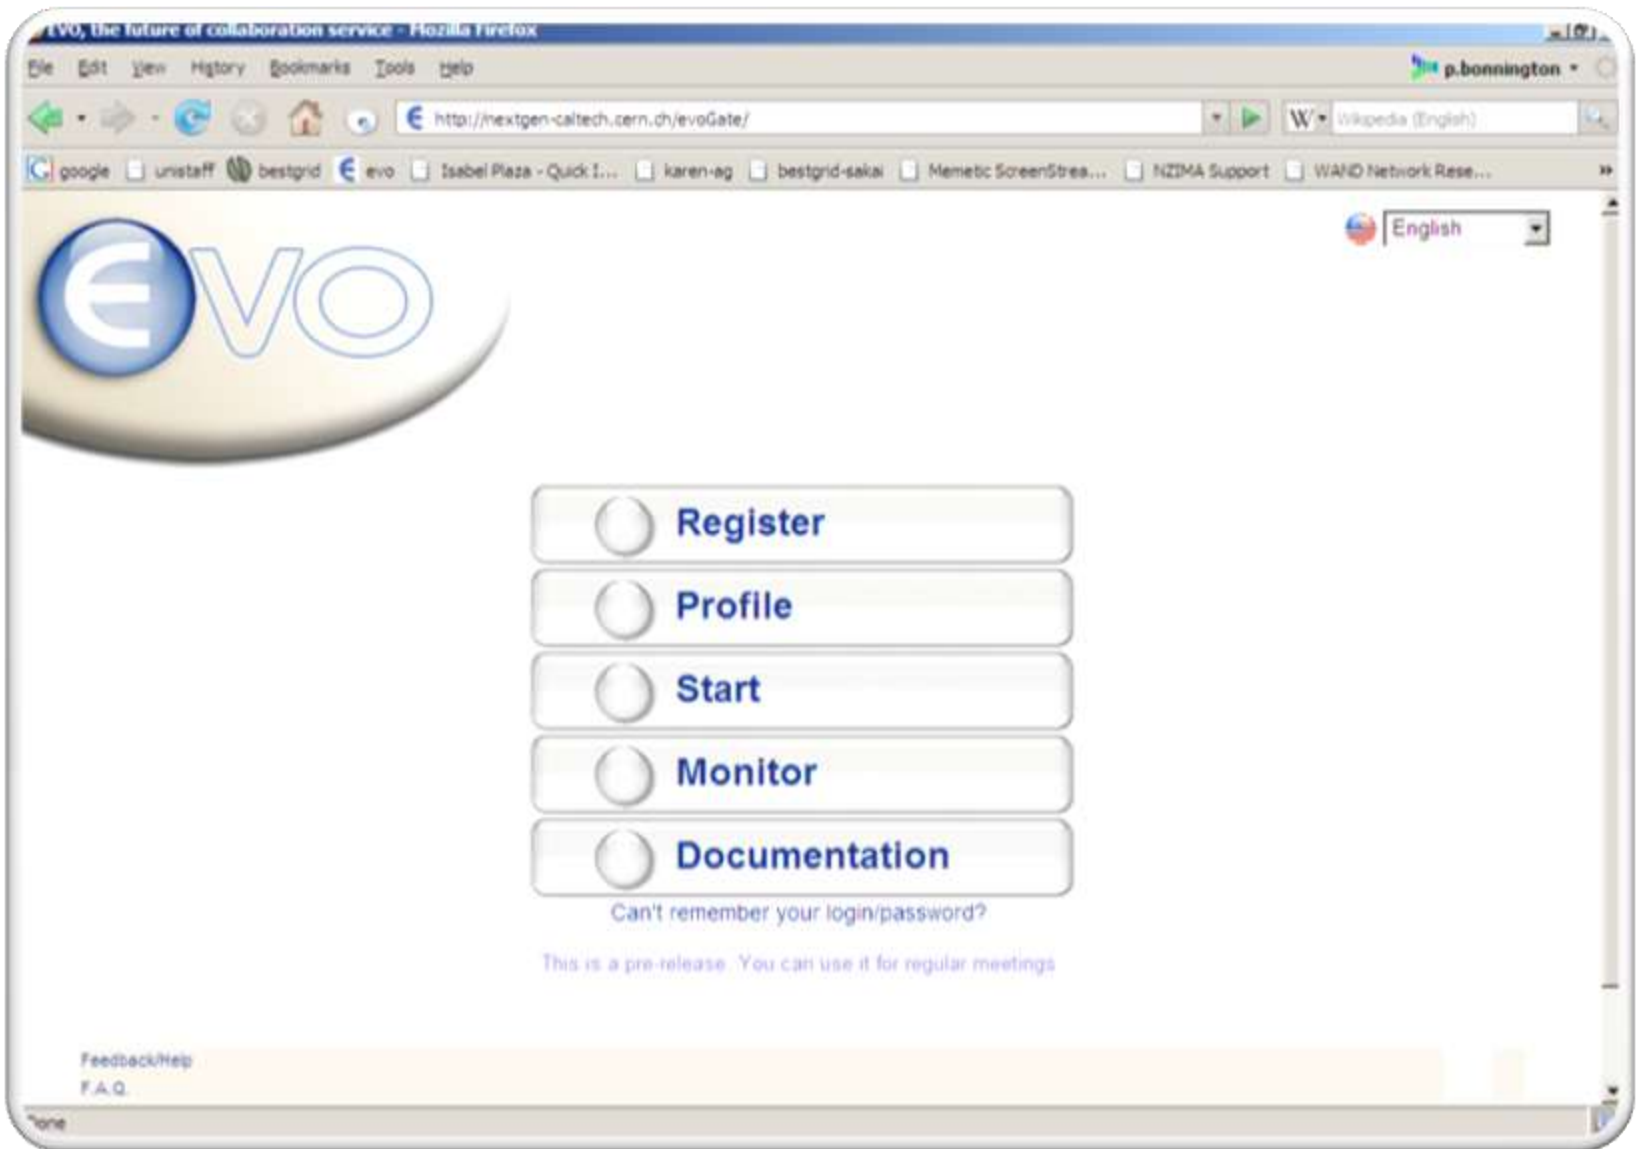 EVO, the future of collaboration service - Mozilla Firefox
File Edit View History Bookmarks Tools Help p.bonnington
http://nextgen-caltech.cern.ch/evoGate/ W Wikipedia (English)
G google unistaff bestgrid evo Isabel Plaza - Quick I... karen-ag bestgrid-sakai Memetic ScreenStrea... NZIMA Support WAND Network Rese... »
English
EVO
Register
Profile
Start
Monitor
Documentation
Can't remember your login/password?
This is a pre-release. You can use it for regular meetings
Feedback/Help
F.A.Q.
Done